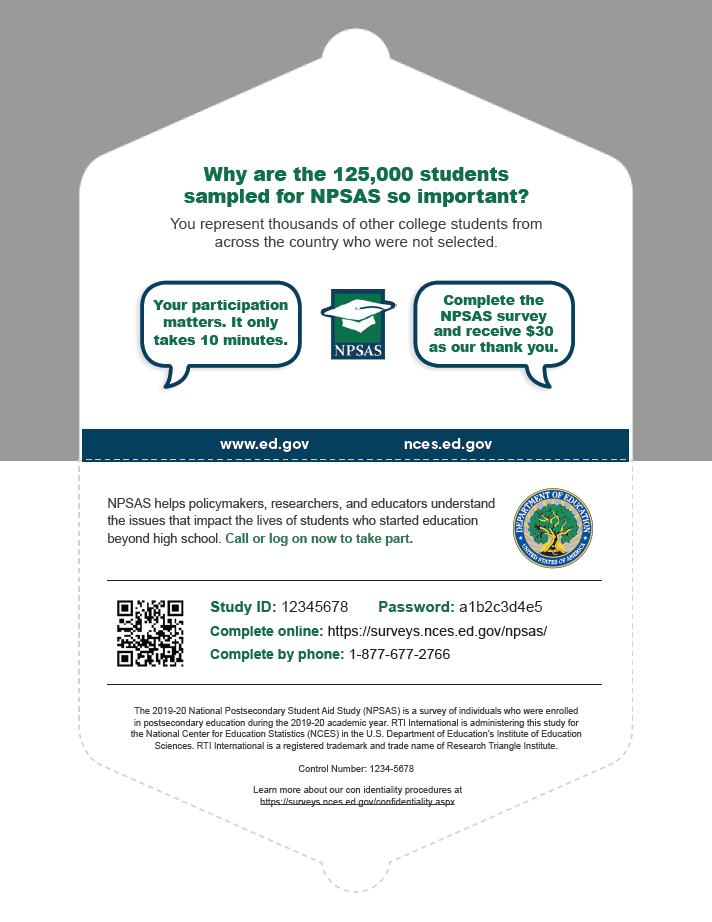 Why are the 125,000 students
sampled for NPSAS so important?
You represent thousands of other college students from
across the country who were not selected.
Your participation
matters. It only
takes 10 minutes.
NPSAS
Complete the
NPSAS survey
and receive $30
as our thank you.
www.ed.gov nces.ed.gov
NPSAS helps policymakers, researchers, and educators understand
the issues that impact the lives of students who started education
beyond high school. Call or log on now to take part.
DEPARTMENT OF EDUCATION
UNITED STATES OF AMERICA
Study ID: 12345678 Password: a1b2c3d4e5
Complete online: https://surveys.nces.ed.gov/npsas/
Complete by phone: 1-877-677-2766
The 2019-20 National Postsecondary Student Aid Study (NPSAS) is a survey of individuals who were enrolled
in postsecondary education during the 2019-20 academic year. RTI International is administering this study for
the National Center for Education Statistics (NCES) in the U.S. Department of Education's Institute of Education
Sciences. RTI International is a registered trademark and trade name of Research Triangle Institute.
Control Number: 1234-5678
Learn more about our con identiality procedures at
https://surveys.nces.ed.gov/confidentiality.aspx